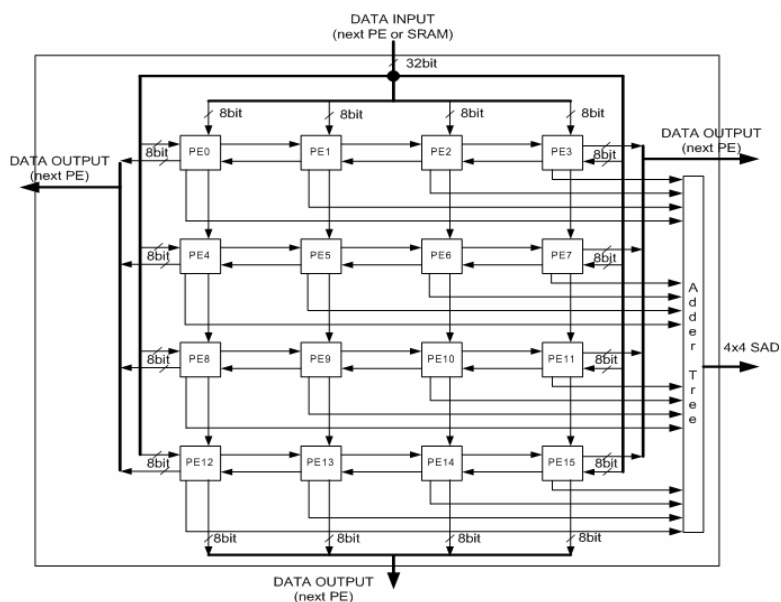 DATA INPUT
(next PE or SRAM)
32bit
8bit 8bit 8bit 8bit
PE0 PE1 PE2 PE3
8bit 8bit
DATA OUTPUT
(next PE)
DATA OUTPUT
(next PE)
PE4 PE5 PE6 PE7
8bit 8bit
Adder Tree
PE8 PE9 PE10 PE11
8bit 8bit
4x4 SAD
PE12 PE13 PE14 PE15
8bit 8bit
8bit 8bit 8bit 8bit
DATA OUTPUT
(next PE)